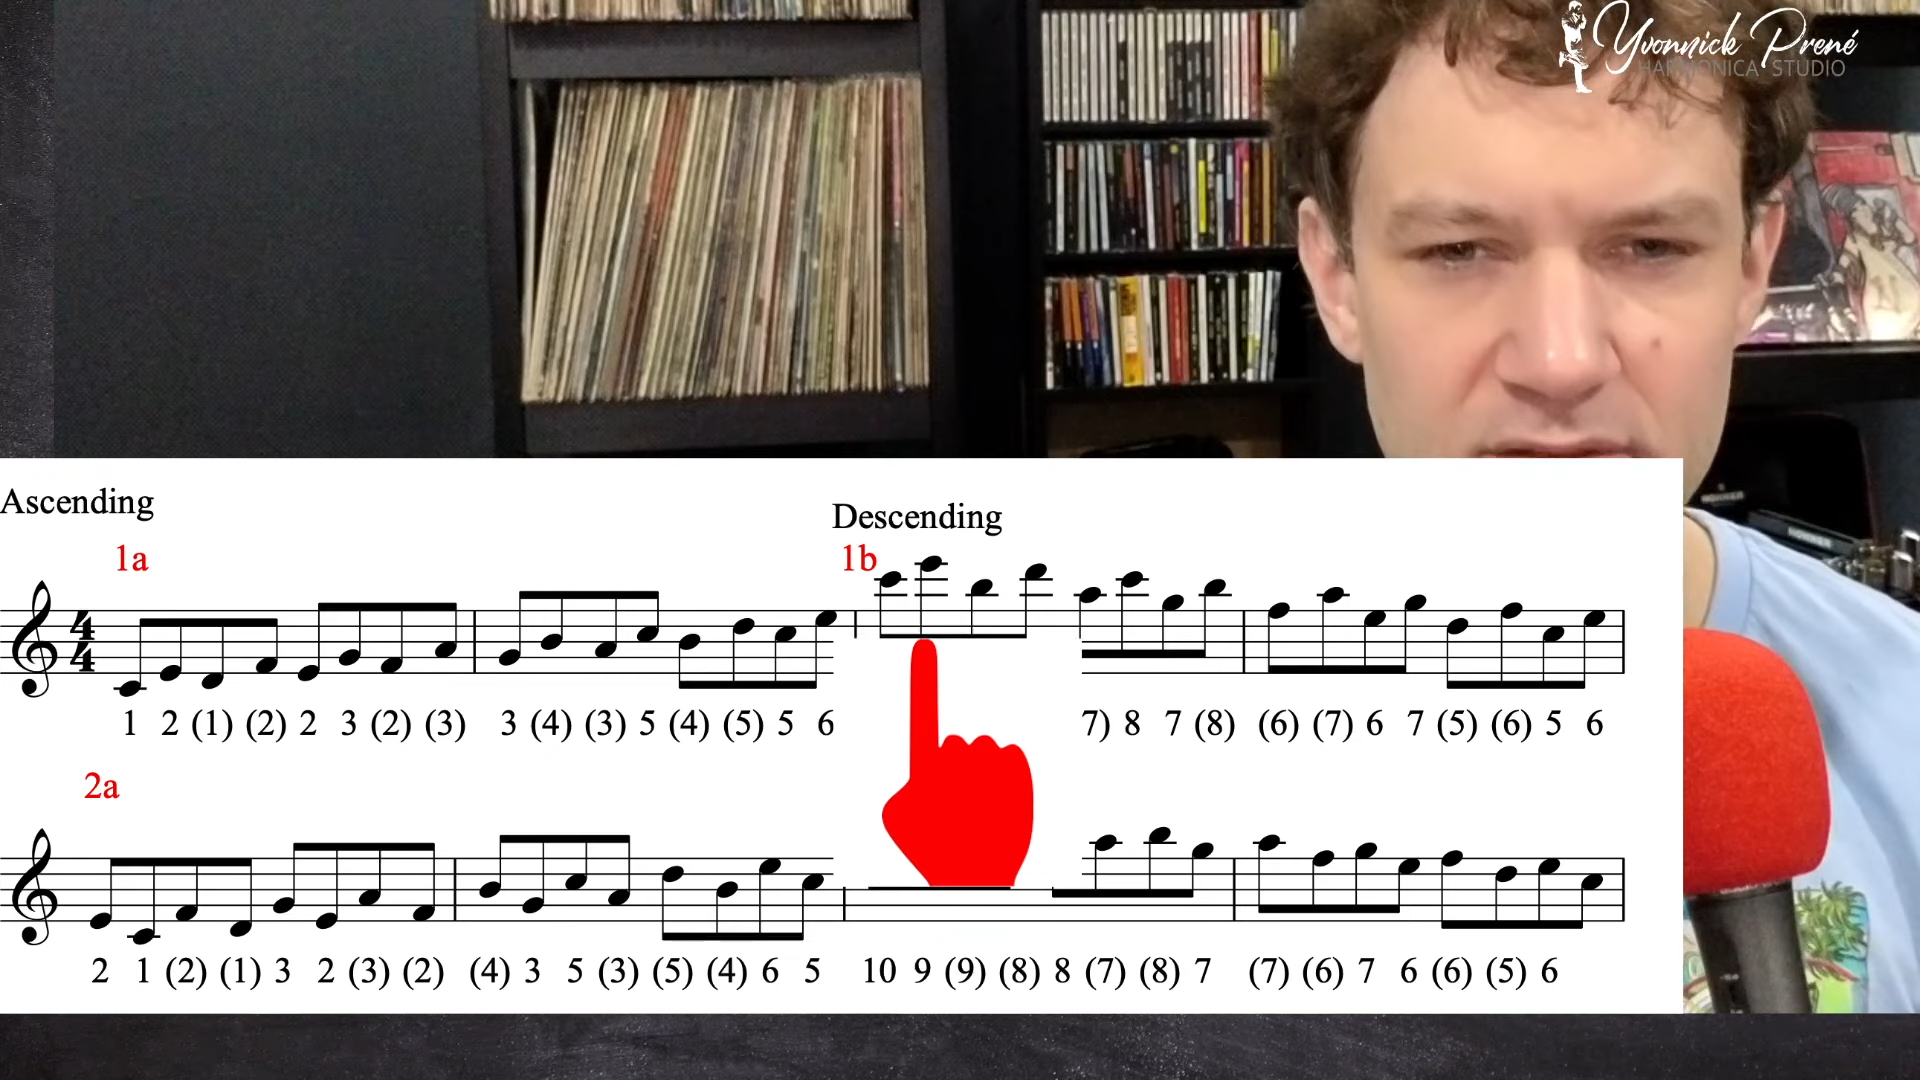 Yvonnick Prené
HARMONICA STUDIO
Ascending
Descending
1a
1b
4
4
1 2 (1) (2) 2 3 (2) (3) 3 (4) (3) 5 (4) (5) 5 6 7) 8 7 (8) (6) (7) 6 7 (5) (6) 5 6
2a
2 1 (2) (1) 3 2 (3) (2) (4) 3 5 (3) (5) (4) 6 5 10 9 (9) (8) 8 (7) (8) 7 (7) (6) 7 6 (6) (5) 6